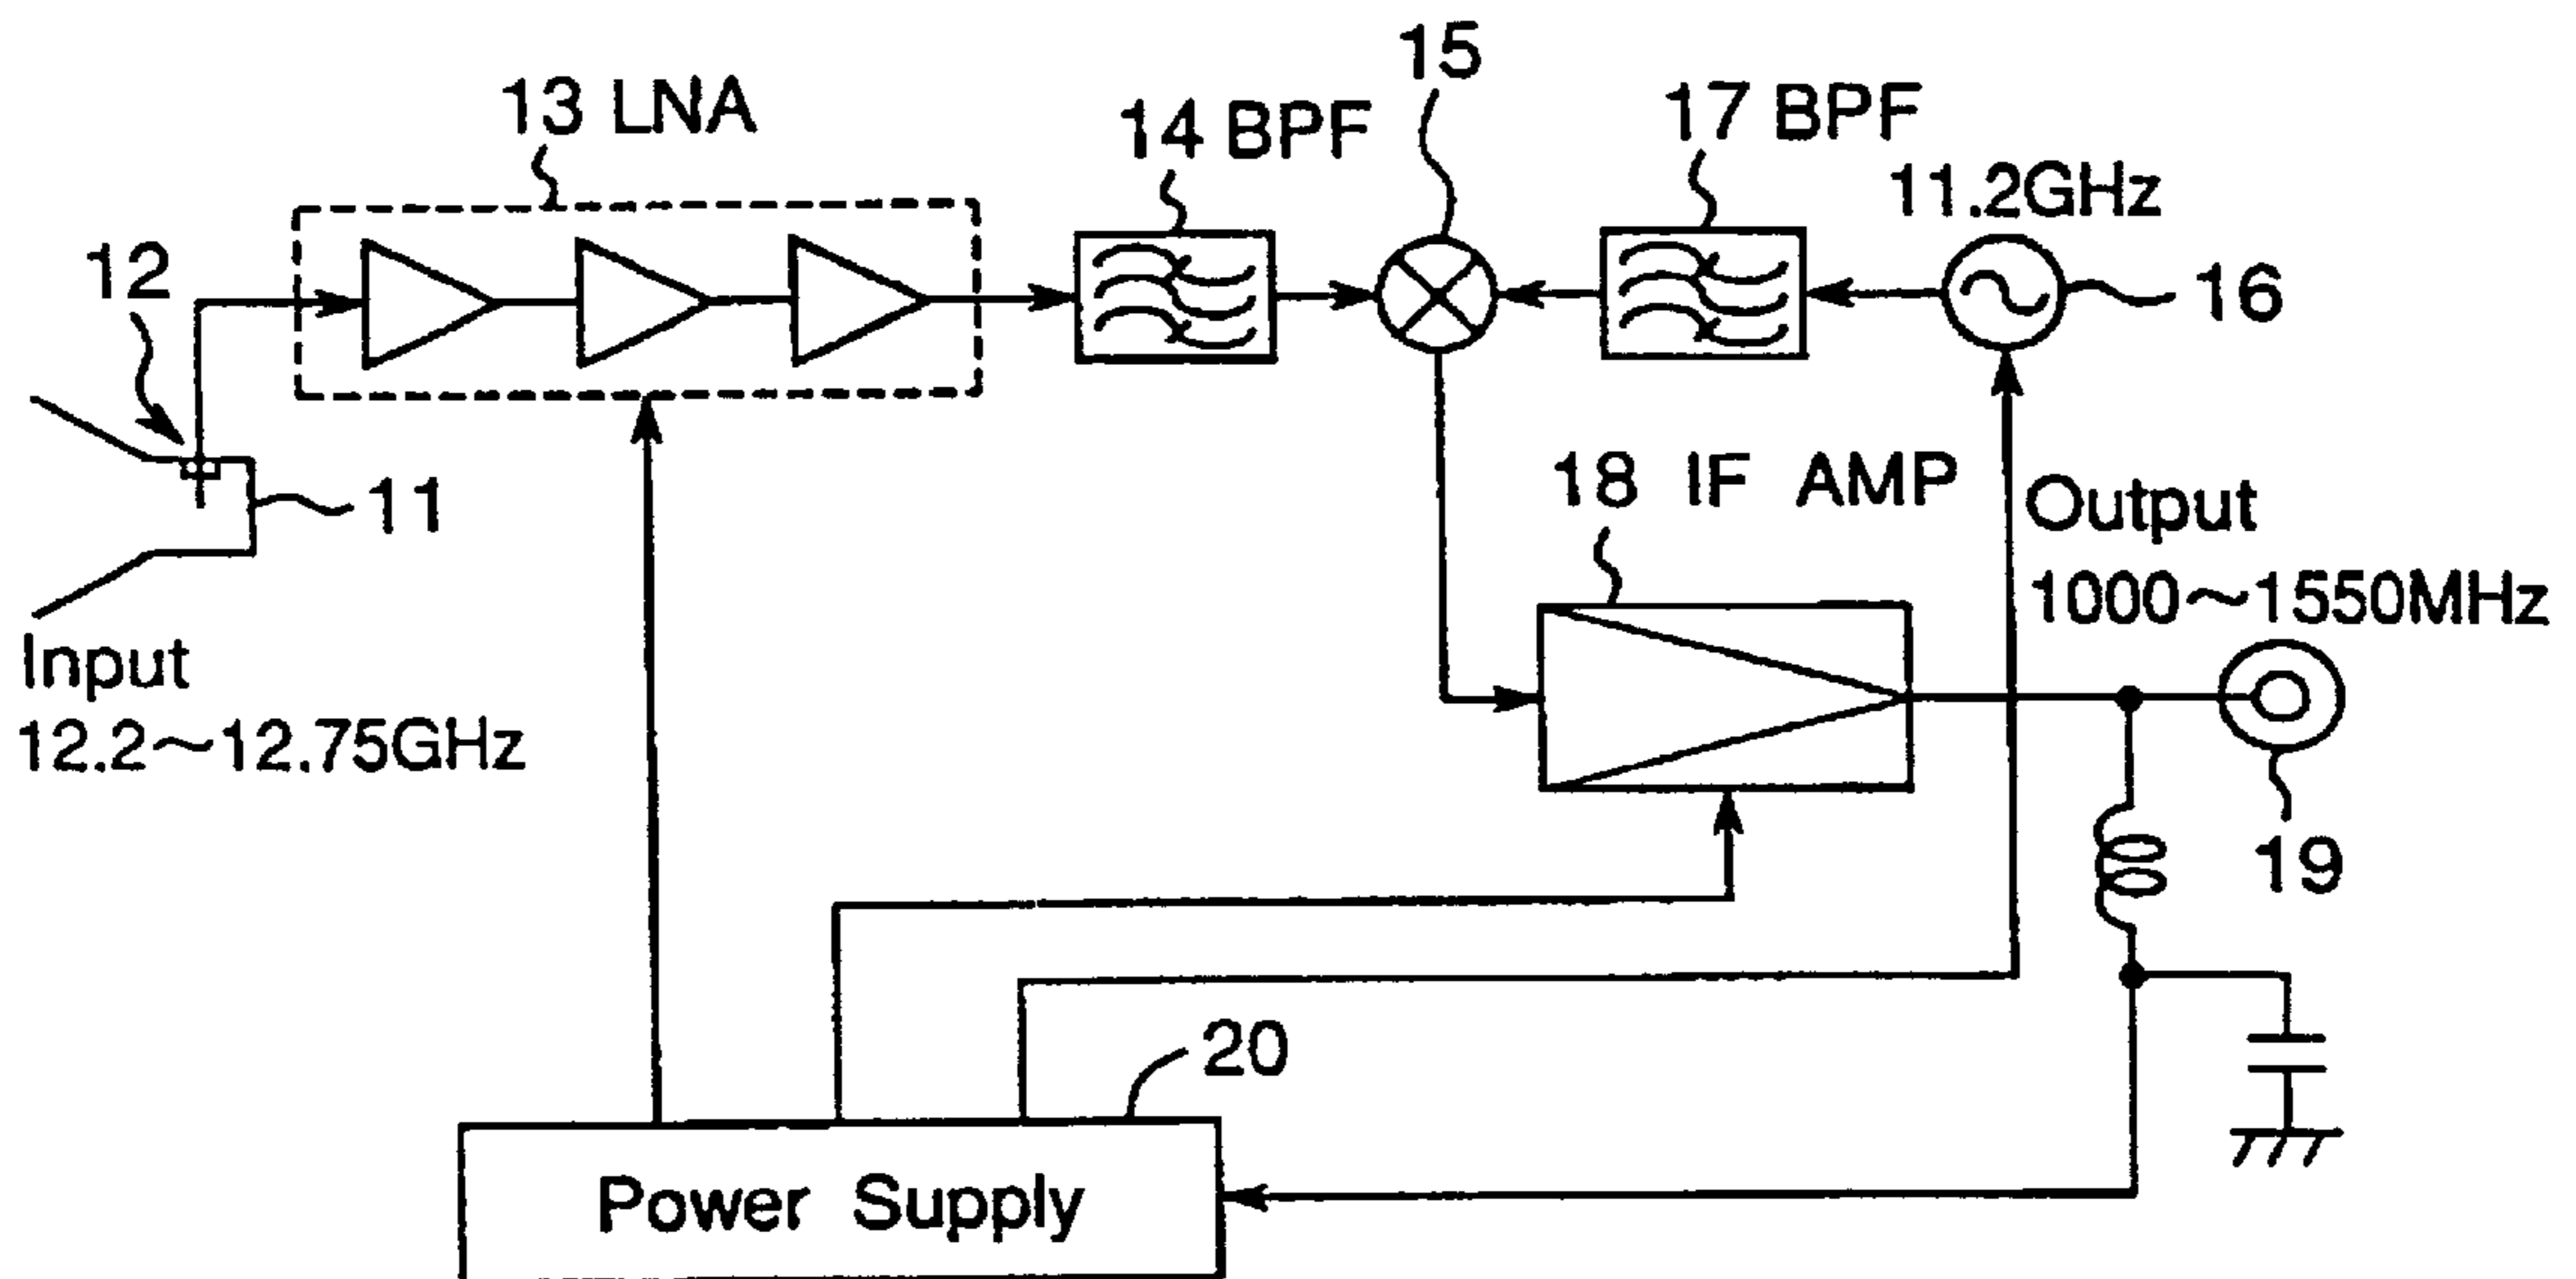 15
13 LNA
14 BPF
17 BPF
11.2GHz
12
16
11
18 IF AMP
Output
1000~1550MHz
Input
12.2~12.75GHz
19
20
Power Supply